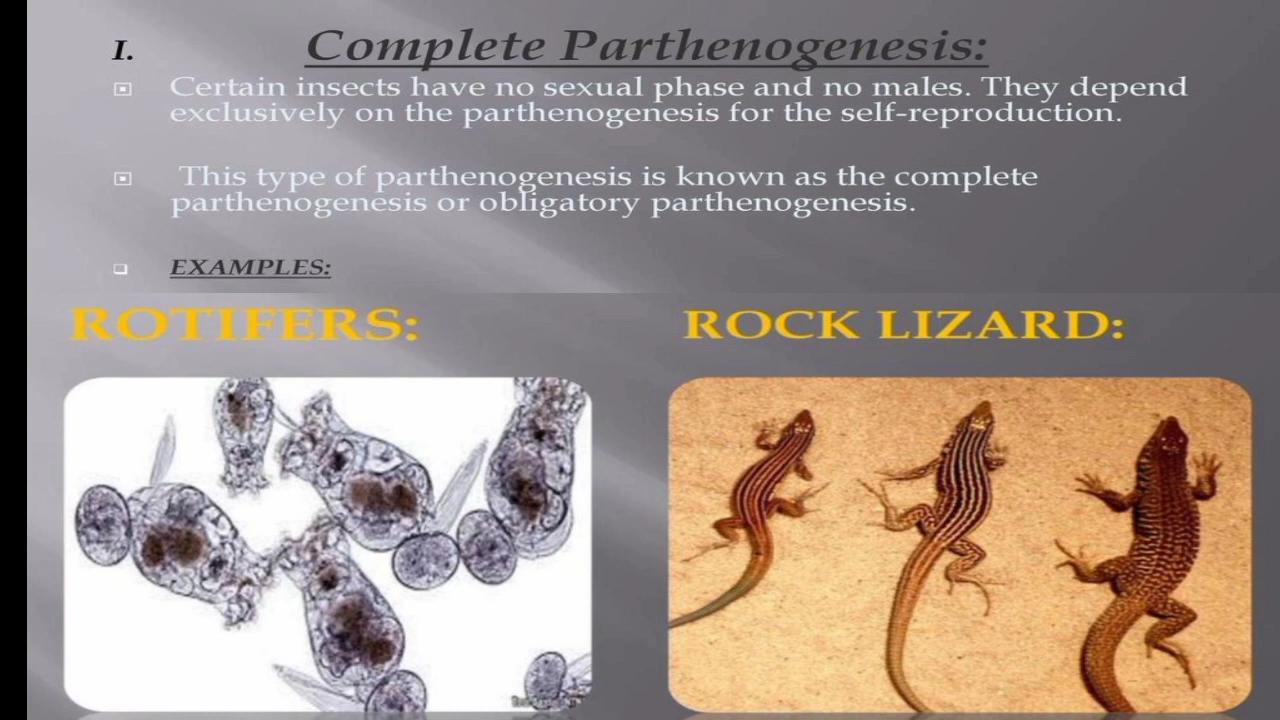 I. Complete Parthenogenesis:
Certain insects have no sexual phase and no males. They depend
exclusively on the parthenogenesis for the self-reproduction.
This type of parthenogenesis is known as the complete
parthenogenesis or obligatory parthenogenesis.
EXAMPLES:
ROTIFERS:
ROCK LIZARD: